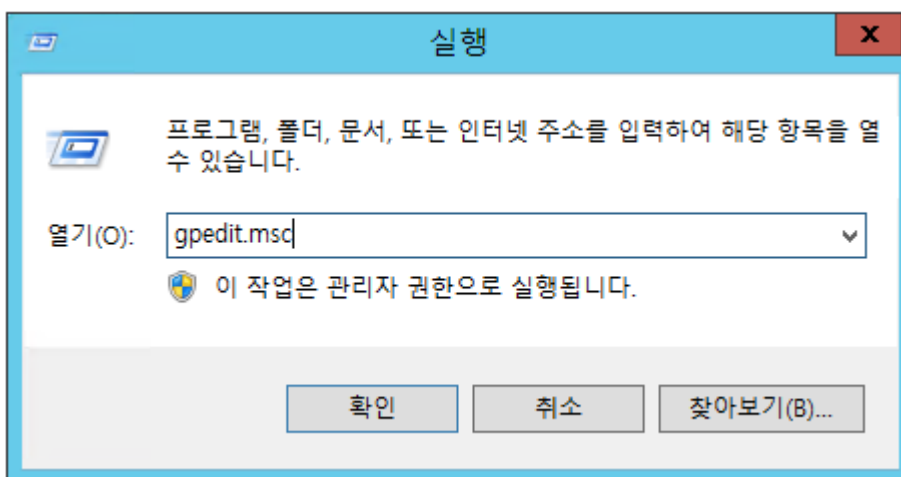 실행
x
프로그램, 폴더, 문서, 또는 인터넷 주소를 입력하여 해당 항목을 열
수 있습니다.
열기(O): gpedit.msc
이 작업은 관리자 권한으로 실행됩니다.
확인 취소 찾아보기(B)...